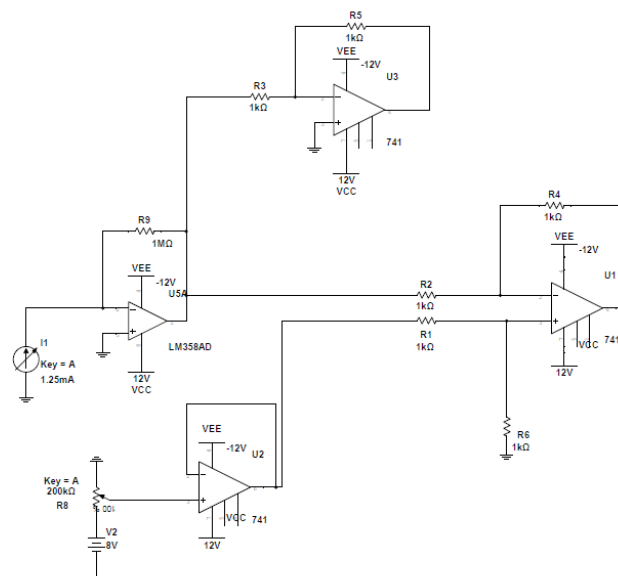 R5
1kΩ
VEE
-12V
U3
R3
1kΩ
741
12V
VCC
R9
1MΩ
VEE
-12V
U5A
LM358AD
12V
VCC
I1
Key = A
1.25mA
R4
1kΩ
VEE
-12V
U1
R2
1kΩ
R1
1kΩ
VCC
741
12V
R6
1kΩ
VEE
-12V
U2
VCC
741
12V
Key = A
200kΩ
R8
100 %
V2
8V